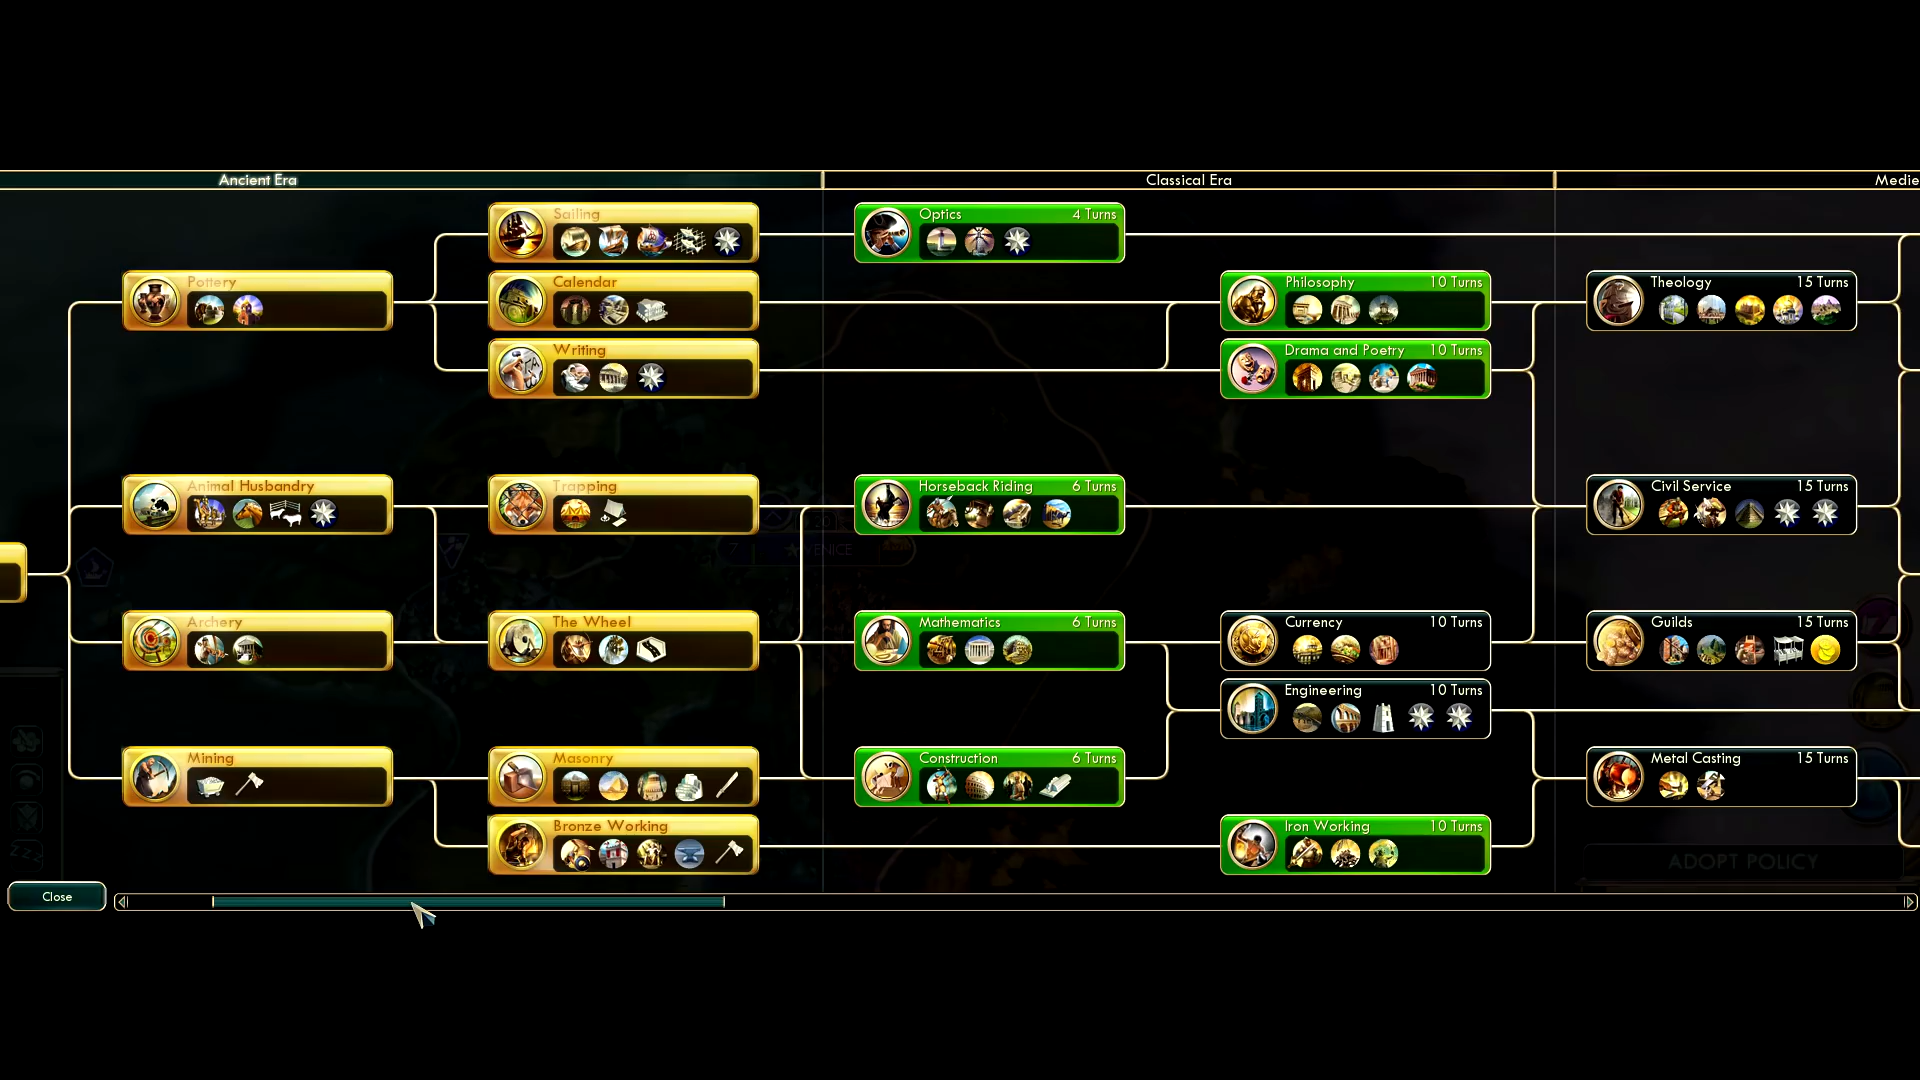 Ancient Era
Classical Era
Medie
Sailing
Optics
4 Turns
Pottery
Calendar
Philosophy
10 Turns
Theology
15 Turns
Writing
Drama and Poetry
10 Turns
Animal Husbandry
Trapping
Horseback Riding
6 Turns
Civil Service
15 Turns
7
VENICE
Archery
The Wheel
Mathematics
6 Turns
Currency
10 Turns
Guilds
15 Turns
Engineering
10 Turns
Mining
Masonry
Construction
6 Turns
Metal Casting
15 Turns
Bronze Working
Iron Working
10 Turns
ZZZ
ADOPT POLICY
Close